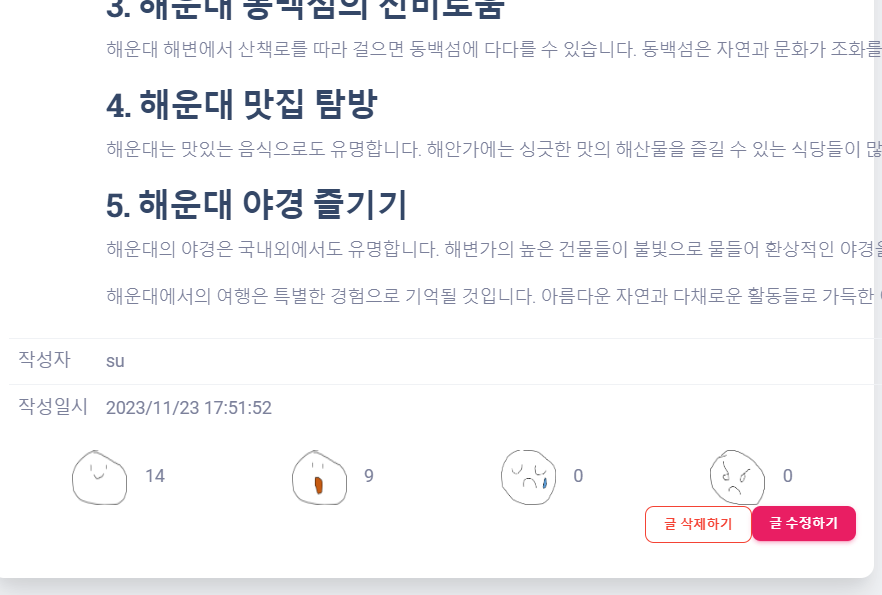 3. 해운대 동백섬의 신비로움
해운대 해변에서 산책로를 따라 걸으면 동백섬에 다다를 수 있습니다. 동백섬은 자연과 문화가 조화를
4. 해운대 맛집 탐방
해운대는 맛있는 음식으로도 유명합니다. 해안가에는 싱긋한 맛의 해산물을 즐길 수 있는 식당들이 많
5. 해운대 야경 즐기기
해운대의 야경은 국내외에서도 유명합니다. 해변가의 높은 건물들이 불빛으로 물들어 환상적인 야경을
해운대에서의 여행은 특별한 경험으로 기억될 것입니다. 아름다운 자연과 다채로운 활동들로 가득한
작성자 su
작성일시 2023/11/23 17:51:52
14 9 0 0
글 삭제하기 글 수정하기